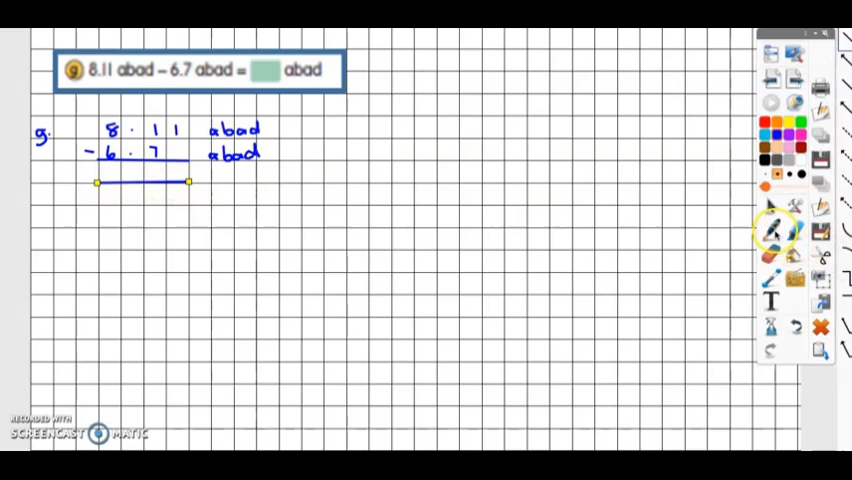 g 8.11 abad – 6.7 abad = abad
g. 8 . 1 1 abad
- 6 . 7 abad
T
RECORDED WITH
SCREENCAST MATIC